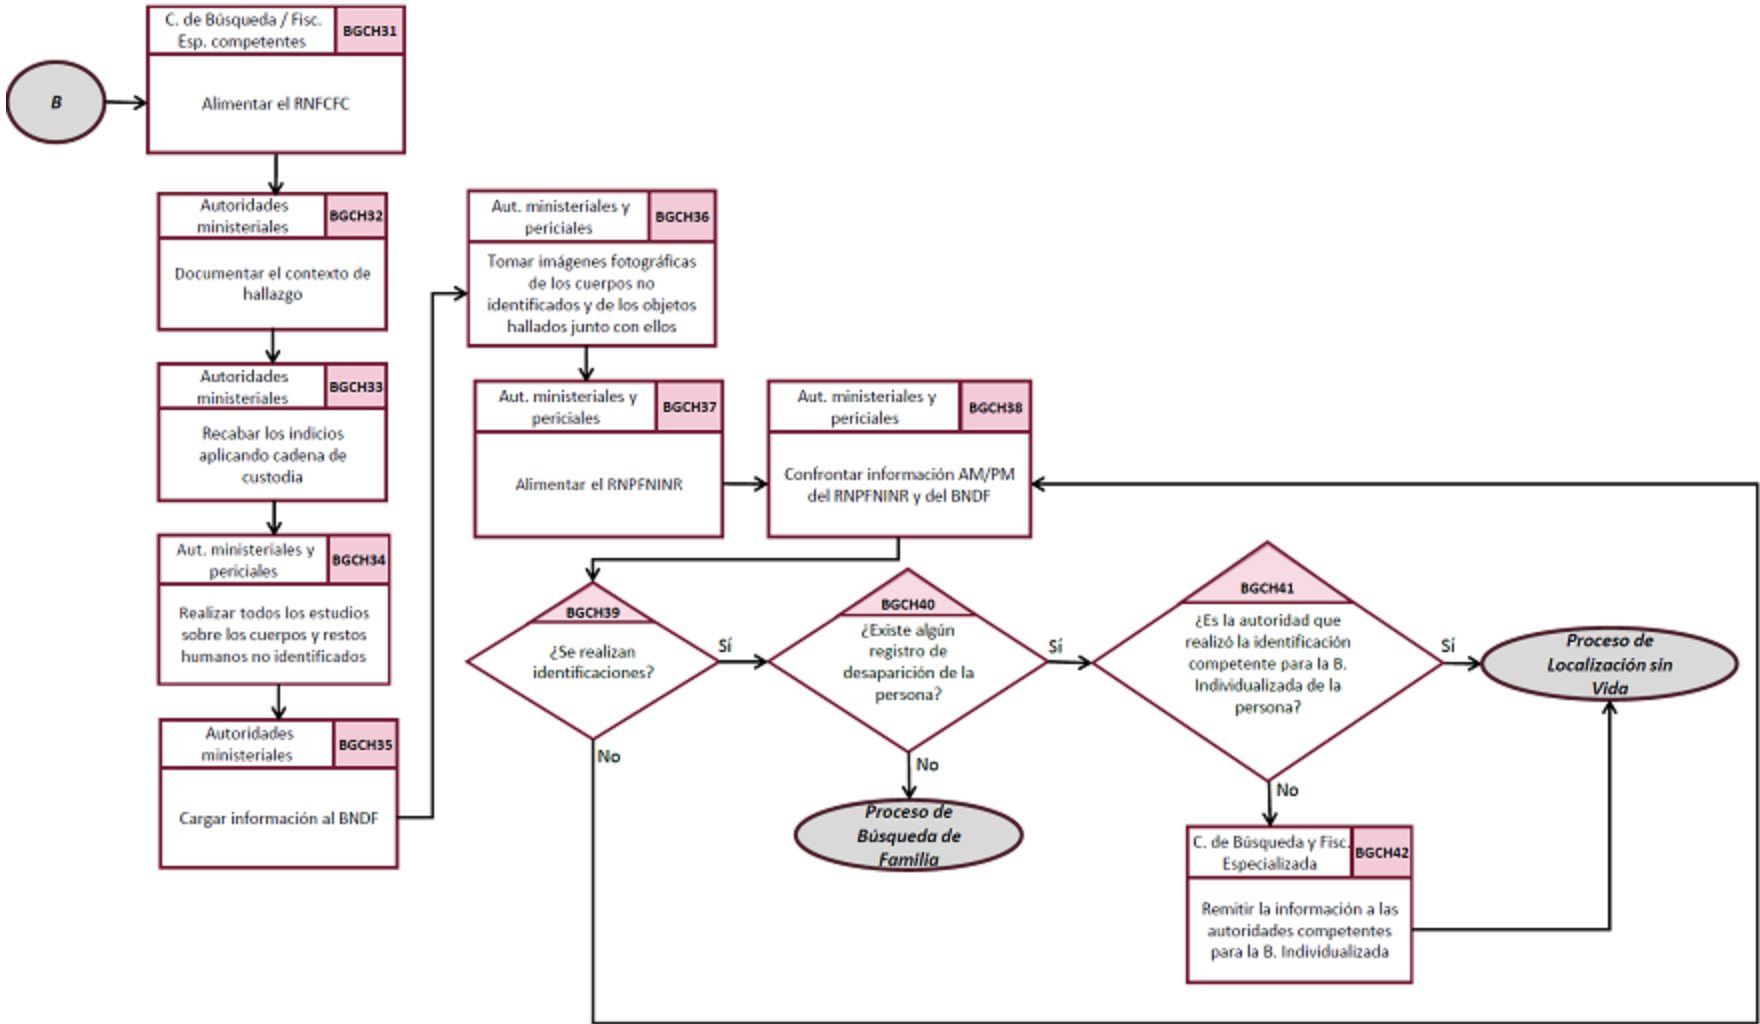 B
C. de Búsqueda / Fisc.
Esp. competentes
BGCH31
Alimentar el RNFCFC
Autoridades
ministeriales
BGCH32
Documentar el contexto de
hallazgo
Autoridades
ministeriales
BGCH33
Recabar los indicios
aplicando cadena de
custodia
Aut. ministeriales y
periciales
BGCH34
Realizar todos los estudios
sobre los cuerpos y restos
humanos no identificados
Autoridades
ministeriales
BGCH35
Cargar información al BNDF
Aut. ministeriales y
periciales
BGCH36
Tomar imágenes fotográficas
de los cuerpos no
identificados y de los objetos
hallados junto con ellos
Aut. ministeriales y
periciales
BGCH37
Alimentar el RNPFNINR
Aut. ministeriales y
periciales
BGCH38
Confrontar información AM/PM
del RNPFNINR y del BNDF
BGCH39
¿Se realizan
identificaciones?
Sí
No
BGCH40
¿Existe algún
registro de
desaparición de la
persona?
Sí
No
Proceso de
Búsqueda de
Familia
BGCH41
¿Es la autoridad que
realizó la identificación
competente para la B.
Individualizada de la
persona?
Sí
No
Proceso de
Localización sin
Vida
C. de Búsqueda y Fisc.
Especializada
BGCH42
Remitir la información a las
autoridades competentes
para la B. Individualizada